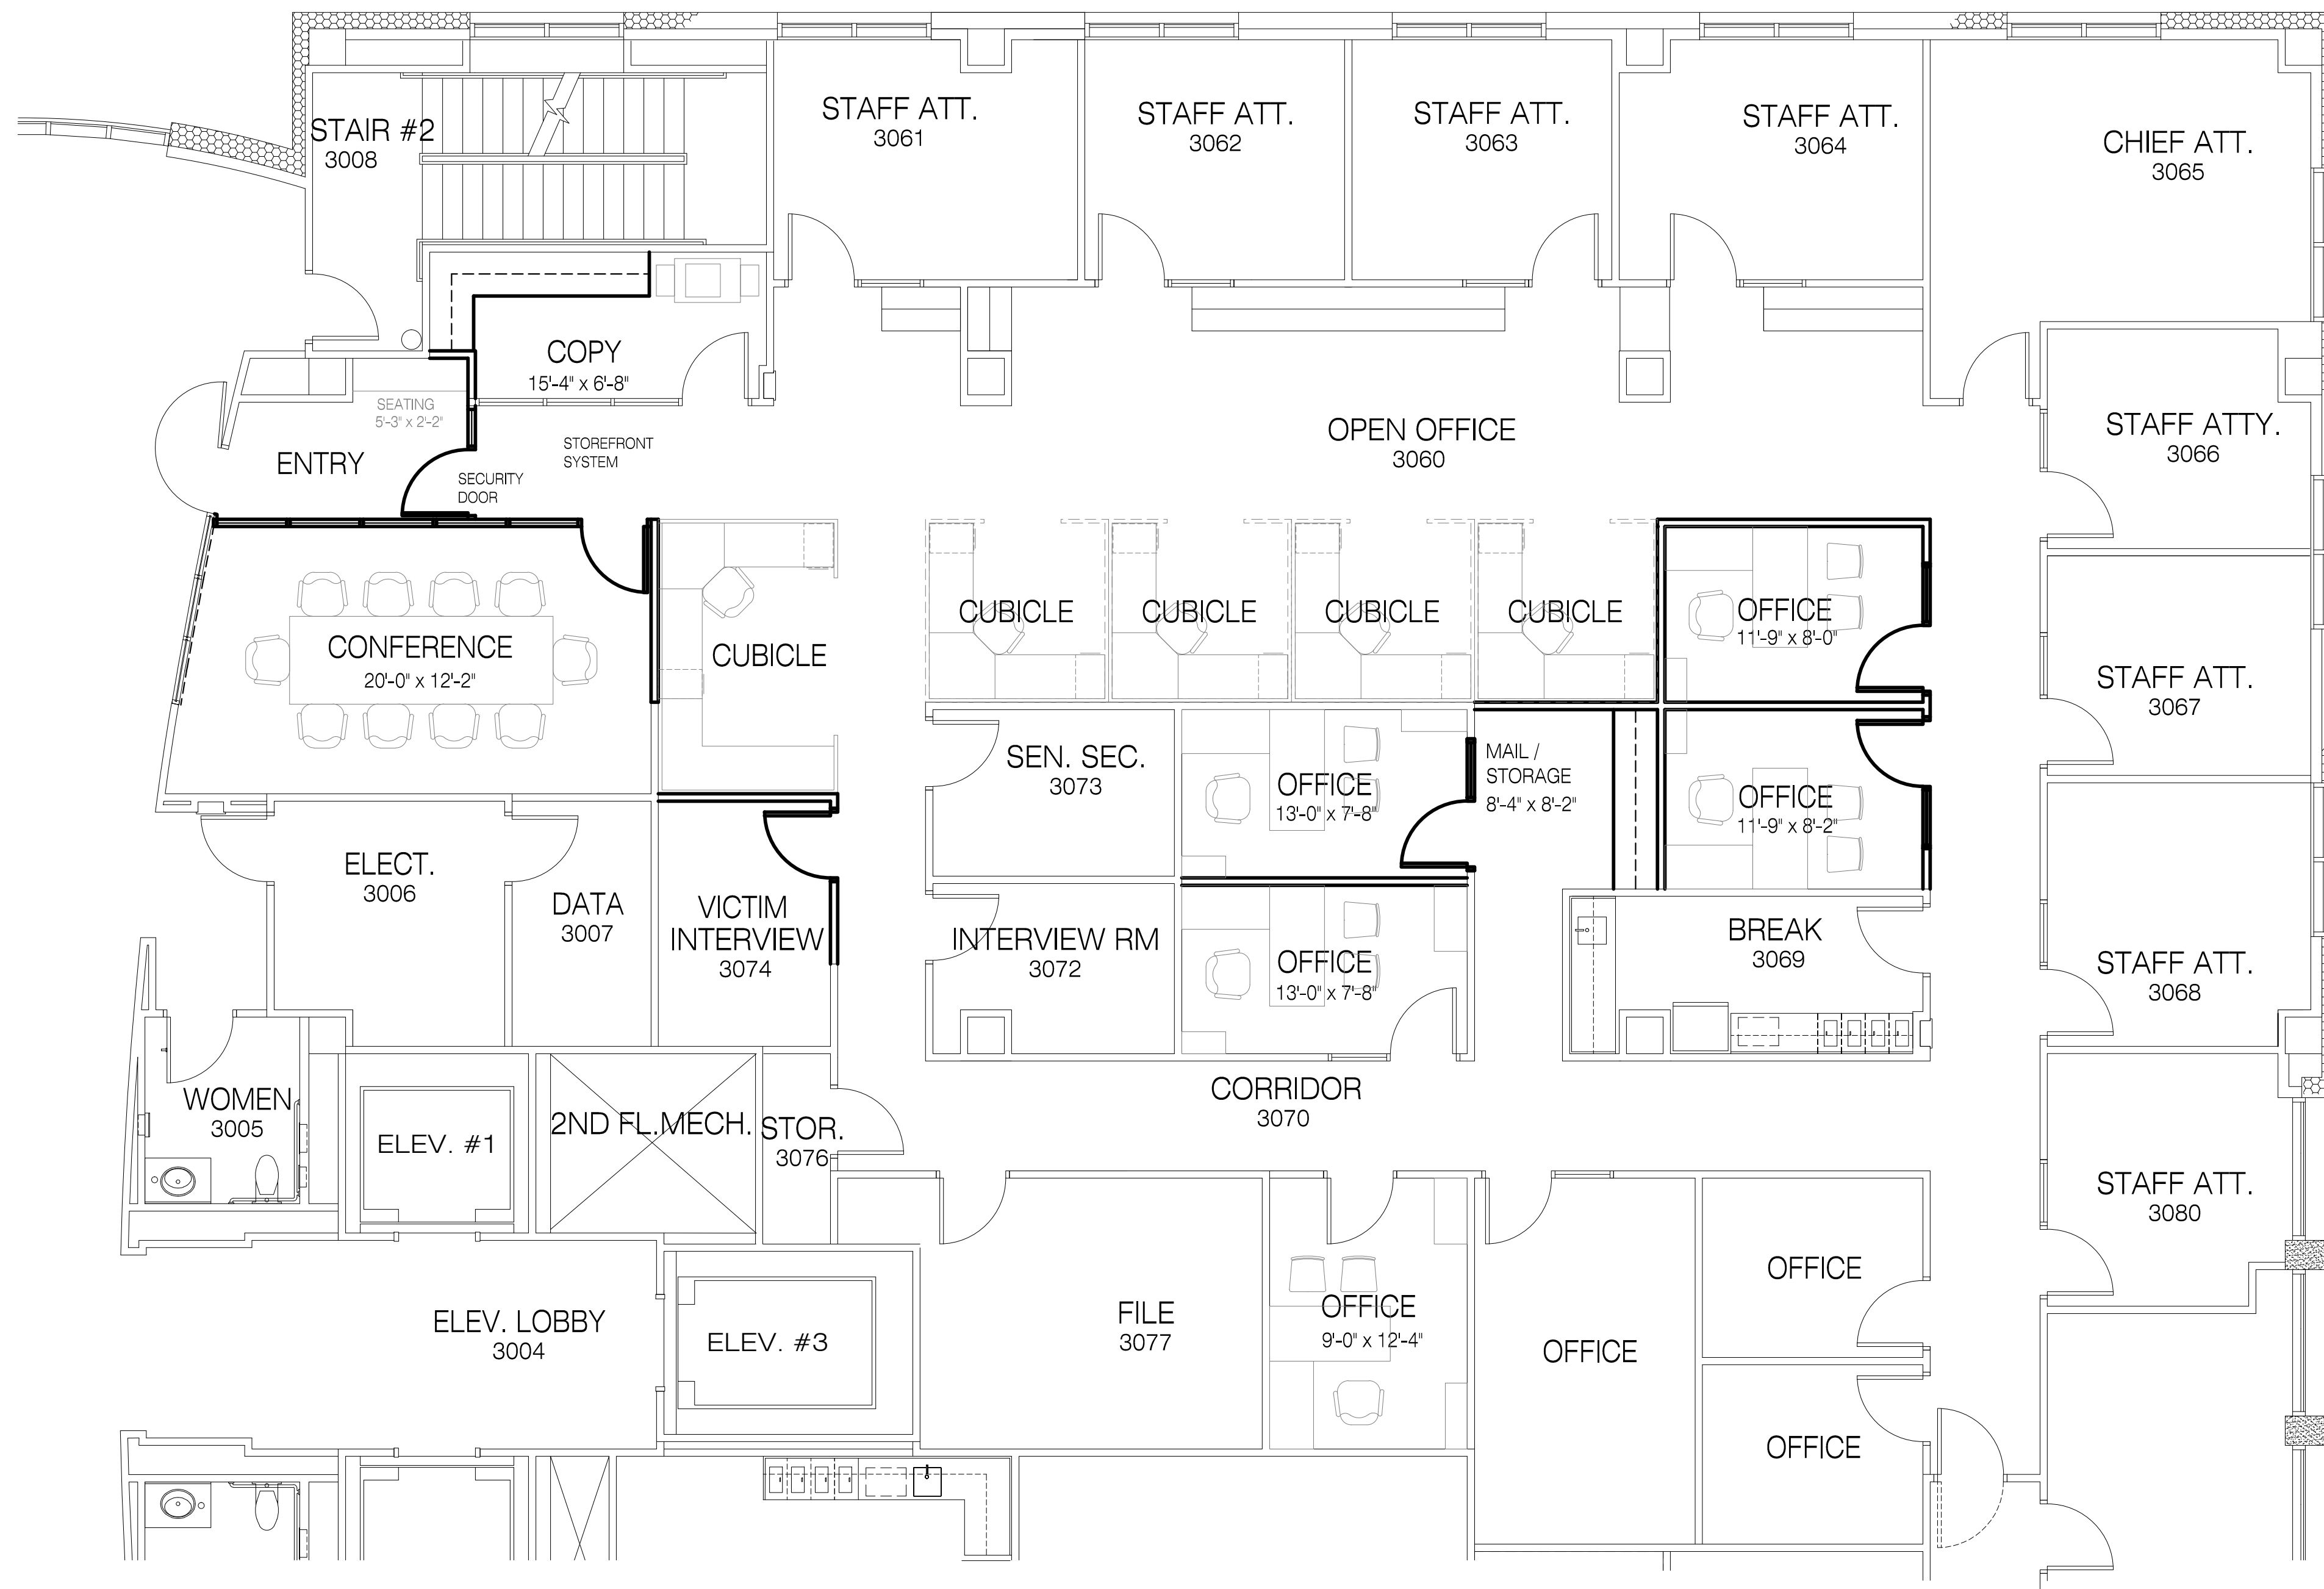 STAIR #2
3008
STAFF ATT.
3061
STAFF ATT.
3062
STAFF ATT.
3063
STAFF ATT.
3064
CHIEF ATT.
3065
COPY
15'-4" x 6'-8"
SEATING
5'-3" x 2'-2"
ENTRY
STOREFRONT
SYSTEM
SECURITY
DOOR
OPEN OFFICE
3060
STAFF ATTY.
3066
CONFERENCE
20'-0" x 12'-2"
CUBICLE
CUBICLE
CUBICLE
CUBICLE
CUBICLE
OFFICE
11'-9" x 8'-0"
STAFF ATT.
3067
SEN. SEC.
3073
OFFICE
13'-0" x 7'-8"
MAIL /
STORAGE
8'-4" x 8'-2"
OFFICE
11'-9" x 8'-2"
ELECT.
3006
DATA
3007
VICTIM
INTERVIEW
3074
INTERVIEW RM
3072
OFFICE
13'-0" x 7'-8"
BREAK
3069
STAFF ATT.
3068
WOMEN
3005
ELEV. #1
2ND FL.MECH.
STOR.
3076
CORRIDOR
3070
STAFF ATT.
3080
ELEV. LOBBY
3004
ELEV. #3
FILE
3077
OFFICE
9'-0" x 12'-4"
OFFICE
OFFICE
OFFICE